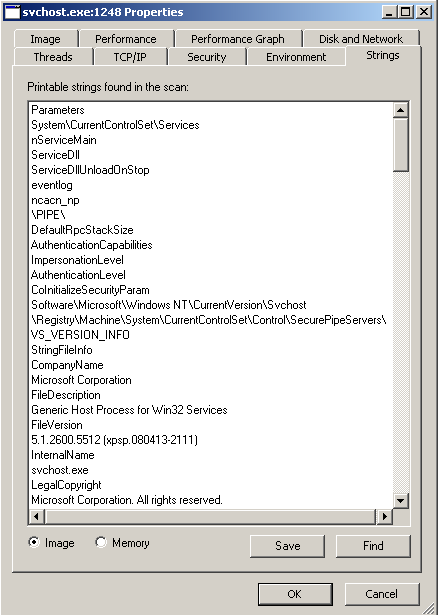 svchost.exe:1248 Properties
Image Performance Performance Graph Disk and Network
Threads TCP/IP Security Environment Strings
Printable strings found in the scan:
Parameters
System\CurrentControlSet\Services
nServiceMain
ServiceDll
ServiceDllUnloadOnStop
eventlog
ncacn_np
\PIPE\
DefaultRpcStackSize
AuthenticationCapabilities
ImpersonationLevel
AuthenticationLevel
CoInitializeSecurityParam
Software\Microsoft\Windows NT\CurrentVersion\Svchost
\Registry\Machine\System\CurrentControlSet\Control\SecurePipeServers\
VS_VERSION_INFO
StringFileInfo
CompanyName
Microsoft Corporation
FileDescription
Generic Host Process for Win32 Services
FileVersion
5.1.2600.5512 (xpsp.080413-2111)
InternalName
svchost.exe
LegalCopyright
Microsoft Corporation. All rights reserved.
Image Memory Save Find
OK Cancel